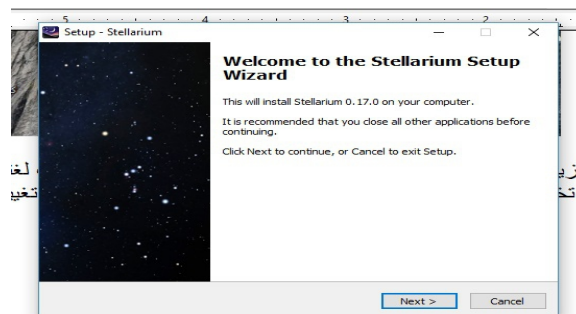 5 4 3 2
Setup - Stellarium
Welcome to the Stellarium Setup
Wizard
This will install Stellarium 0.17.0 on your computer.
It is recommended that you close all other applications before
continuing.
Click Next to continue, or Cancel to exit Setup.
Next >
Cancel